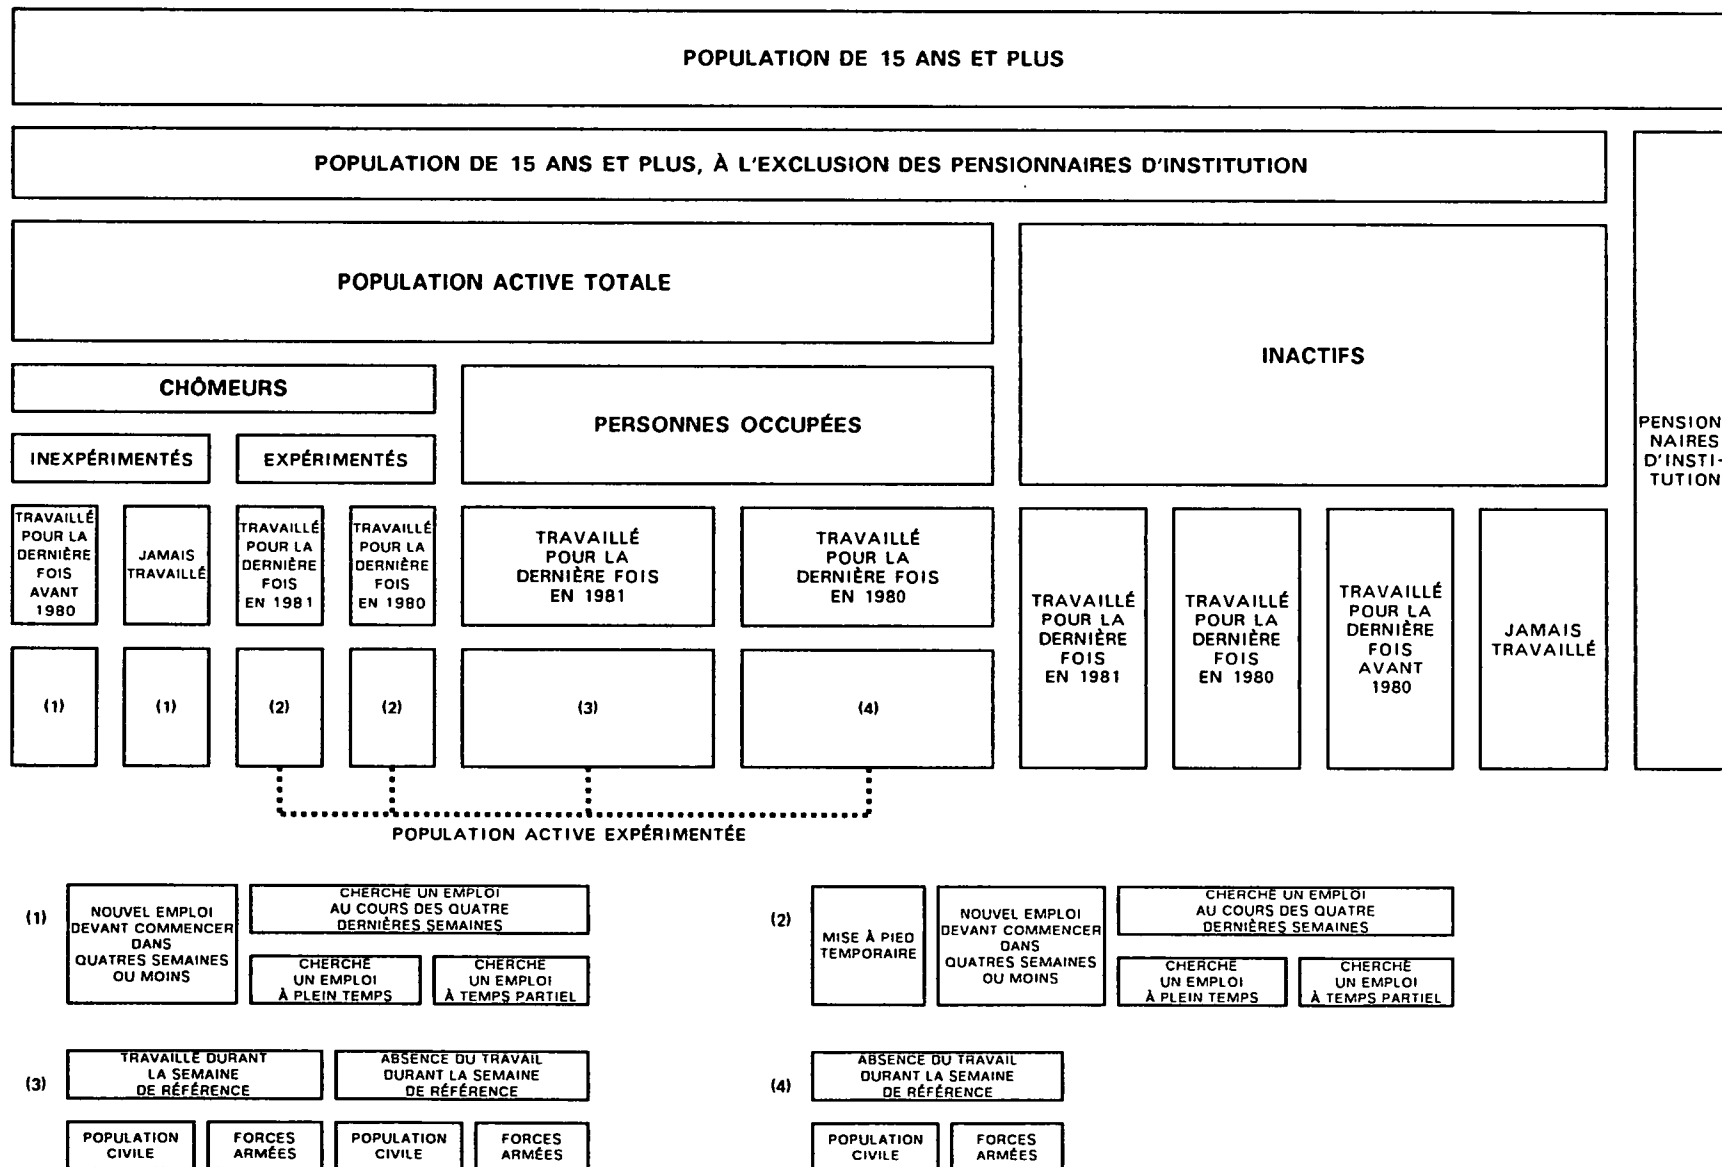 POPULATION DE 15 ANS ET PLUS
POPULATION DE 15 ANS ET PLUS, À L'EXCLUSION DES PENSIONNAIRES D'INSTITUTION
POPULATION ACTIVE TOTALE
INACTIFS
PENSION-
NAIRES
D'INSTI-
TUTION
CHÔMEURS
PERSONNES OCCUPÉES
INEXPÉRIMENTÉS
EXPÉRIMENTÉS
TRAVAILLÉ
POUR LA
DERNIÈRE
FOIS
AVANT
1980
JAMAIS
TRAVAILLÉ
TRAVAILLÉ
POUR LA
DERNIÈRE
FOIS
EN 1981
TRAVAILLÉ
POUR LA
DERNIÈRE
FOIS
EN 1980
TRAVAILLÉ
POUR LA
DERNIÈRE FOIS
EN 1981
TRAVAILLÉ
POUR LA
DERNIÈRE FOIS
EN 1980
TRAVAILLÉ
POUR LA
DERNIÈRE
FOIS
EN 1981
TRAVAILLÉ
POUR LA
DERNIÈRE
FOIS
EN 1980
TRAVAILLÉ
POUR LA
DERNIÈRE
FOIS
AVANT
1980
JAMAIS
TRAVAILLÉ
(1)
(1)
(2)
(2)
(3)
(4)
POPULATION ACTIVE EXPÉRIMENTÉE
(1)
NOUVEL EMPLOI
DEVANT COMMENCER
DANS
QUATRES SEMAINES
OU MOINS
CHERCHÉ UN EMPLOI
AU COURS DES QUATRE
DERNIÈRES SEMAINES
CHERCHÉ
UN EMPLOI
À PLEIN TEMPS
CHERCHÉ
UN EMPLOI
À TEMPS PARTIEL
(2)
MISE À PIED
TEMPORAIRE
NOUVEL EMPLOI
DEVANT COMMENCER
DANS
QUATRES SEMAINES
OU MOINS
CHERCHÉ UN EMPLOI
AU COURS DES QUATRE
DERNIÈRES SEMAINES
CHERCHÉ
UN EMPLOI
À PLEIN TEMPS
CHERCHÉ
UN EMPLOI
À TEMPS PARTIEL
(3)
TRAVAILLÉ DURANT
LA SEMAINE
DE RÉFÉRENCE
ABSENCE DU TRAVAIL
DURANT LA SEMAINE
DE RÉFÉRENCE
POPULATION
CIVILE
FORCES
ARMÉES
POPULATION
CIVILE
FORCES
ARMÉES
(4)
ABSENCE DU TRAVAIL
DURANT LA SEMAINE
DE RÉFÉRENCE
POPULATION
CIVILE
FORCES
ARMÉES